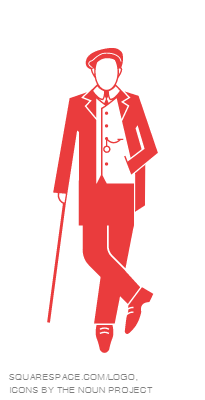 SQUARESPACE.COM/LOGO,
ICONS BY THE NOUN PROJECT